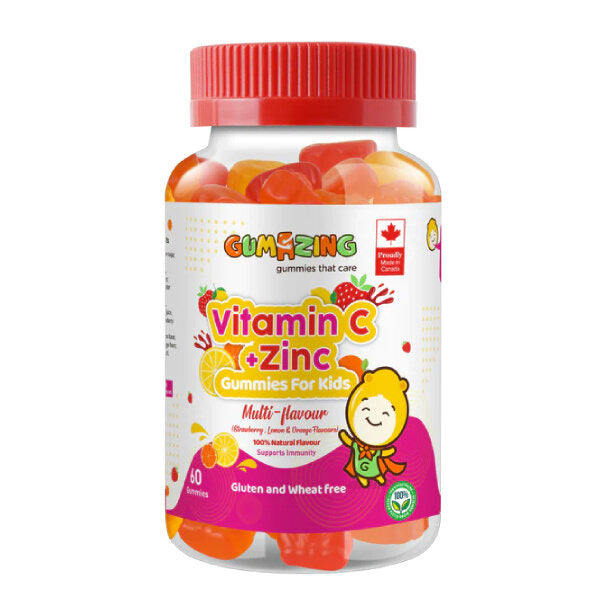 GUMAZING
gummies that care
Proudly
Made in
Canada
Vitamin C
+Zinc
Gummies For Kids
Multi-flavour
(Strawberry, Lemon & Orange Flavours)
100% Natural Flavour
Supports Immunity
60
Gummies
Gluten and Wheat free
G
100%